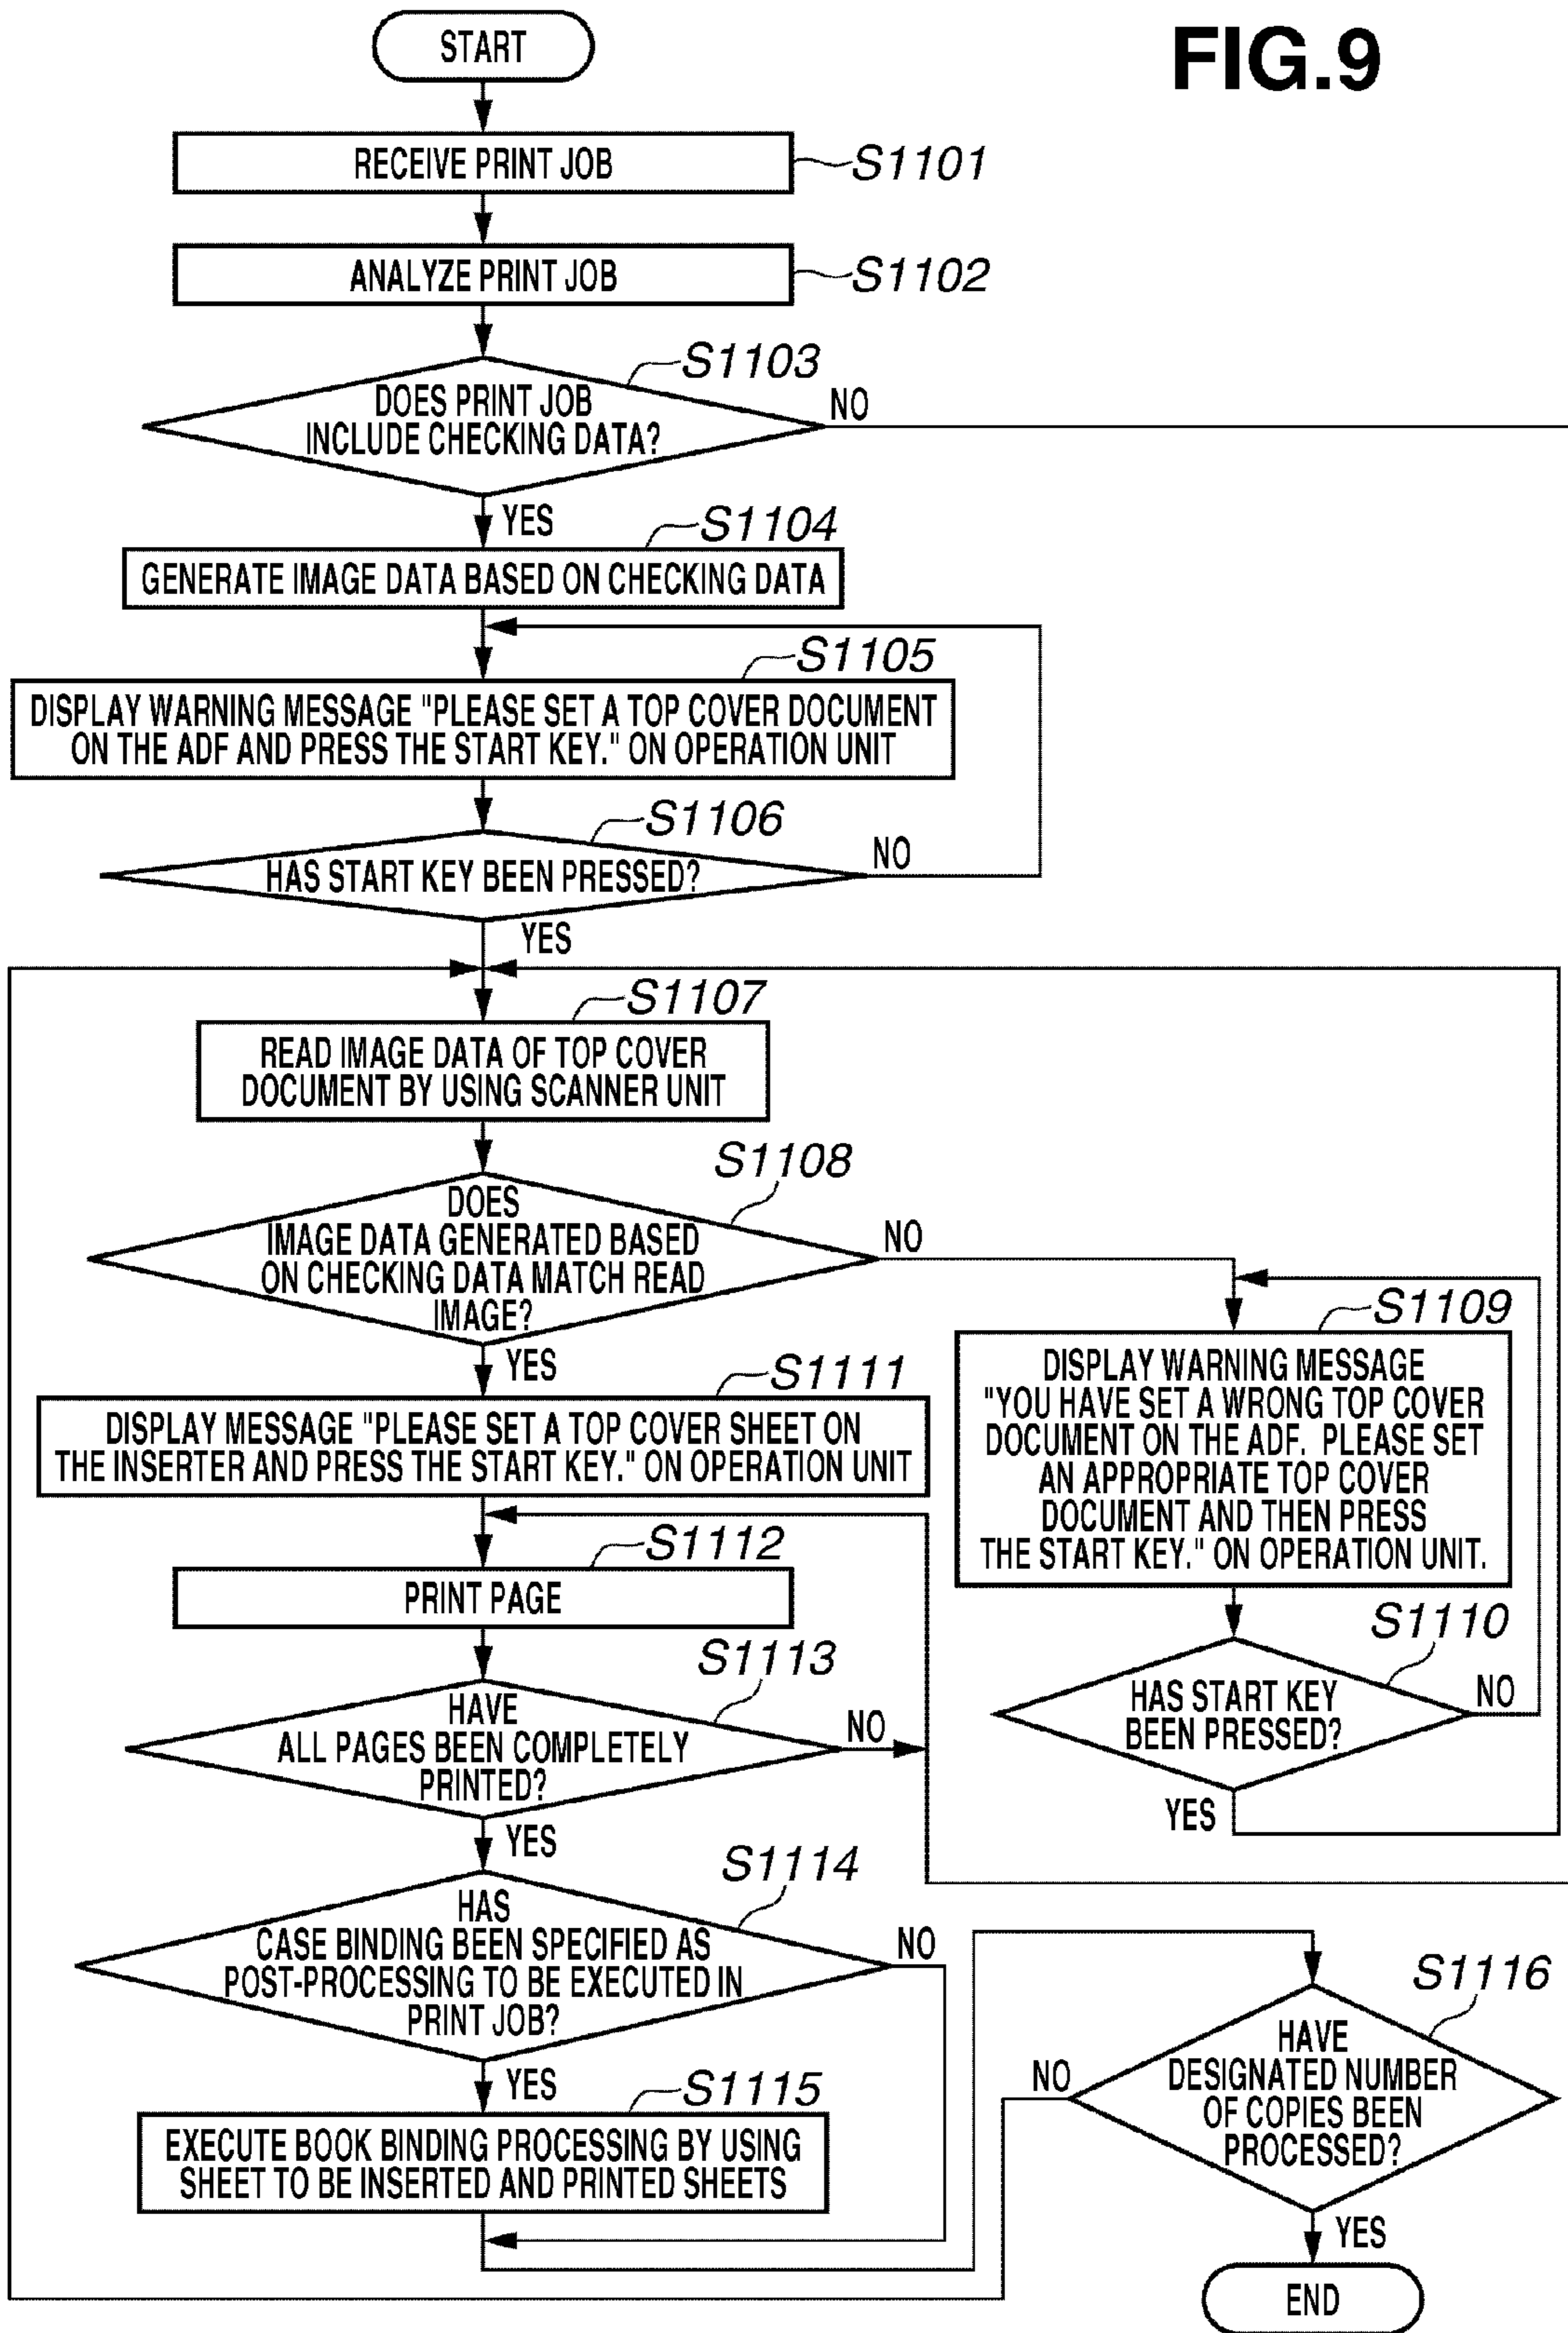 FIG.9
START
RECEIVE PRINT JOB
S1101
ANALYZE PRINT JOB
S1102
S1103
DOES PRINT JOB
INCLUDE CHECKING DATA?
NO
YES
S1104
GENERATE IMAGE DATA BASED ON CHECKING DATA
S1105
DISPLAY WARNING MESSAGE "PLEASE SET A TOP COVER DOCUMENT
ON THE ADF AND PRESS THE START KEY." ON OPERATION UNIT
S1106
HAS START KEY BEEN PRESSED?
NO
YES
S1107
READ IMAGE DATA OF TOP COVER
DOCUMENT BY USING SCANNER UNIT
S1108
DOES
IMAGE DATA GENERATED BASED
ON CHECKING DATA MATCH READ
IMAGE?
NO
YES
S1109
DISPLAY WARNING MESSAGE
"YOU HAVE SET A WRONG TOP COVER
DOCUMENT ON THE ADF. PLEASE SET
AN APPROPRIATE TOP COVER
DOCUMENT AND THEN PRESS
THE START KEY." ON OPERATION UNIT.
S1110
HAS START KEY
BEEN PRESSED?
NO
YES
S1111
DISPLAY MESSAGE "PLEASE SET A TOP COVER SHEET ON
THE INSERTER AND PRESS THE START KEY." ON OPERATION UNIT
S1112
PRINT PAGE
S1113
HAVE
ALL PAGES BEEN COMPLETELY
PRINTED?
NO
YES
S1114
HAS
CASE BINDING BEEN SPECIFIED AS
POST-PROCESSING TO BE EXECUTED IN
PRINT JOB?
NO
YES
S1115
EXECUTE BOOK BINDING PROCESSING BY USING
SHEET TO BE INSERTED AND PRINTED SHEETS
S1116
HAVE
DESIGNATED NUMBER
OF COPIES BEEN
PROCESSED?
NO
YES
END